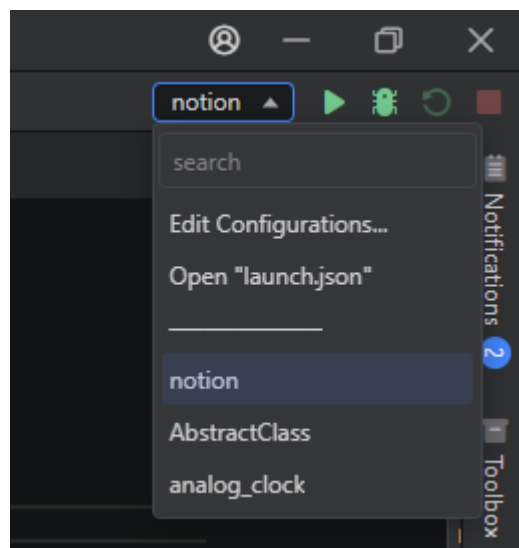 notion
search
Edit Configurations...
Open "launch.json"
notion
AbstractClass
analog_clock
Notifications
2
Toolbox